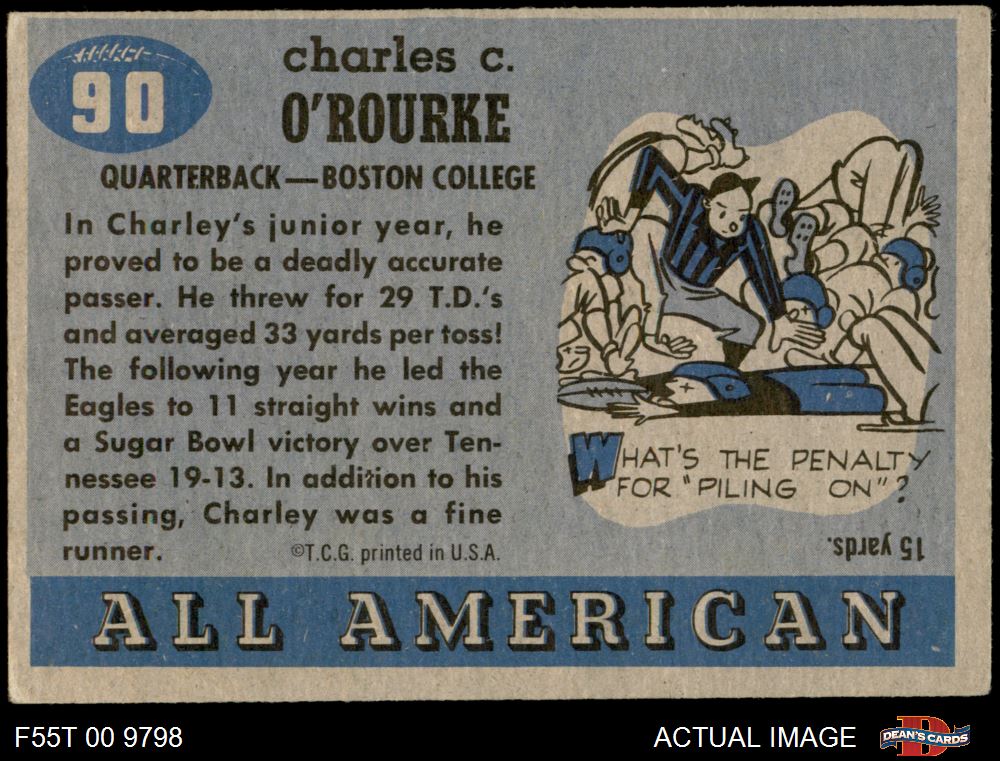 90
charles c.
O'ROURKE
QUARTERBACK—BOSTON COLLEGE
In Charley's junior year, he
proved to be a deadly accurate
passer. He threw for 29 T.D.'s
and averaged 33 yards per toss!
The following year he led the
Eagles to 11 straight wins and
a Sugar Bowl victory over Ten-
nessee 19-13. In addition to his
passing, Charley was a fine
runner.
©T.C.G. printed in U.S.A.
WHAT'S THE PENALTY
FOR "PILING ON"?
15 yards.
ALL AMERICAN
F55T 00 9798
ACTUAL IMAGE
D
DEAN'S CARDS